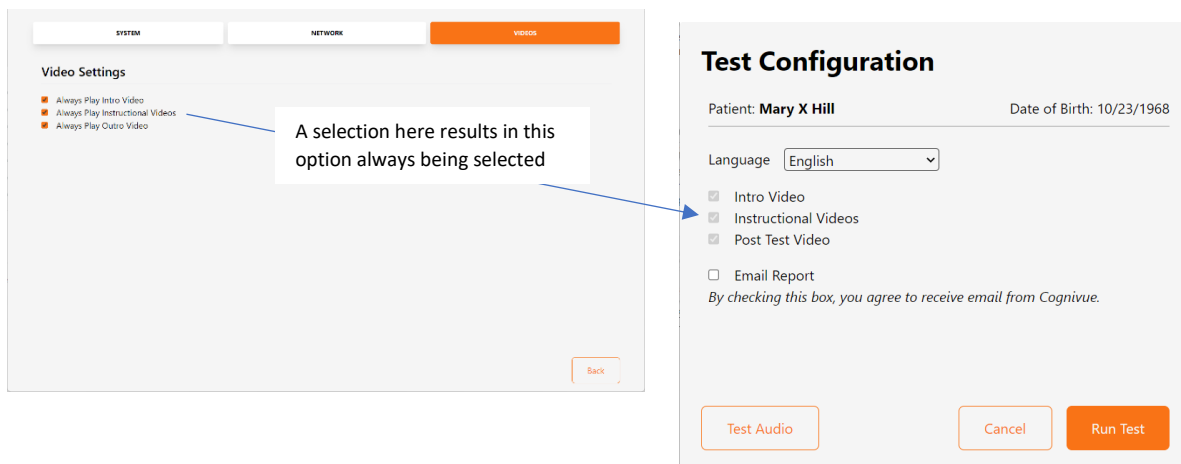 SYSTEM
NETWORK
VIDEOS
Video Settings
Always Play Intro Video
Always Play Instructional Videos
Always Play Outro Video
Back
A selection here results in this
option always being selected
Test Configuration
Patient: Mary X Hill
Date of Birth: 10/23/1968
Language English
Intro Video
Instructional Videos
Post Test Video
Email Report
By checking this box, you agree to receive email from Cognivue.
Test Audio
Cancel
Run Test